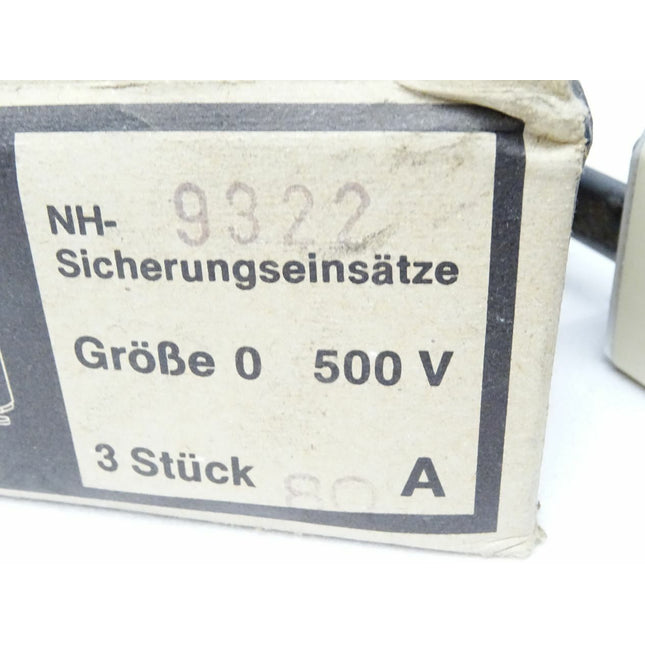 NH- 9322
Sicherungseinsätze
Größe 0 500 V
3 Stück 80 A